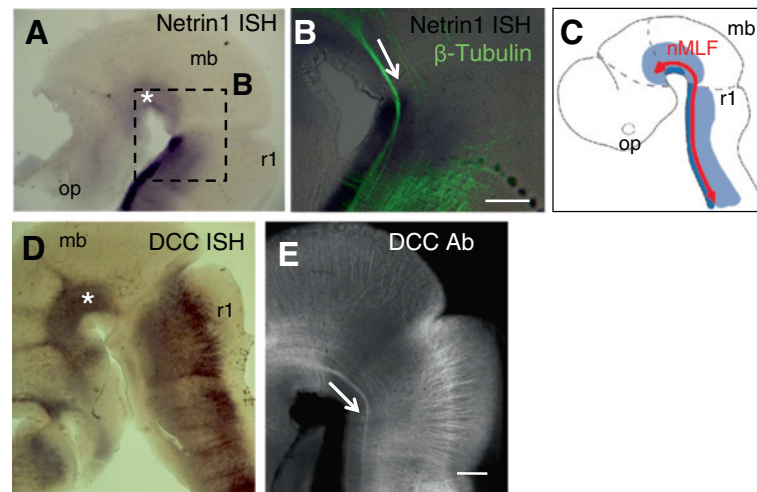 A Netrin1 ISH
mb
*
B
r1
op
B Netrin1 ISH
β-Tubulin
C
mb
nMLF
r1
op
D mb DCC ISH
*
r1
E DCC Ab